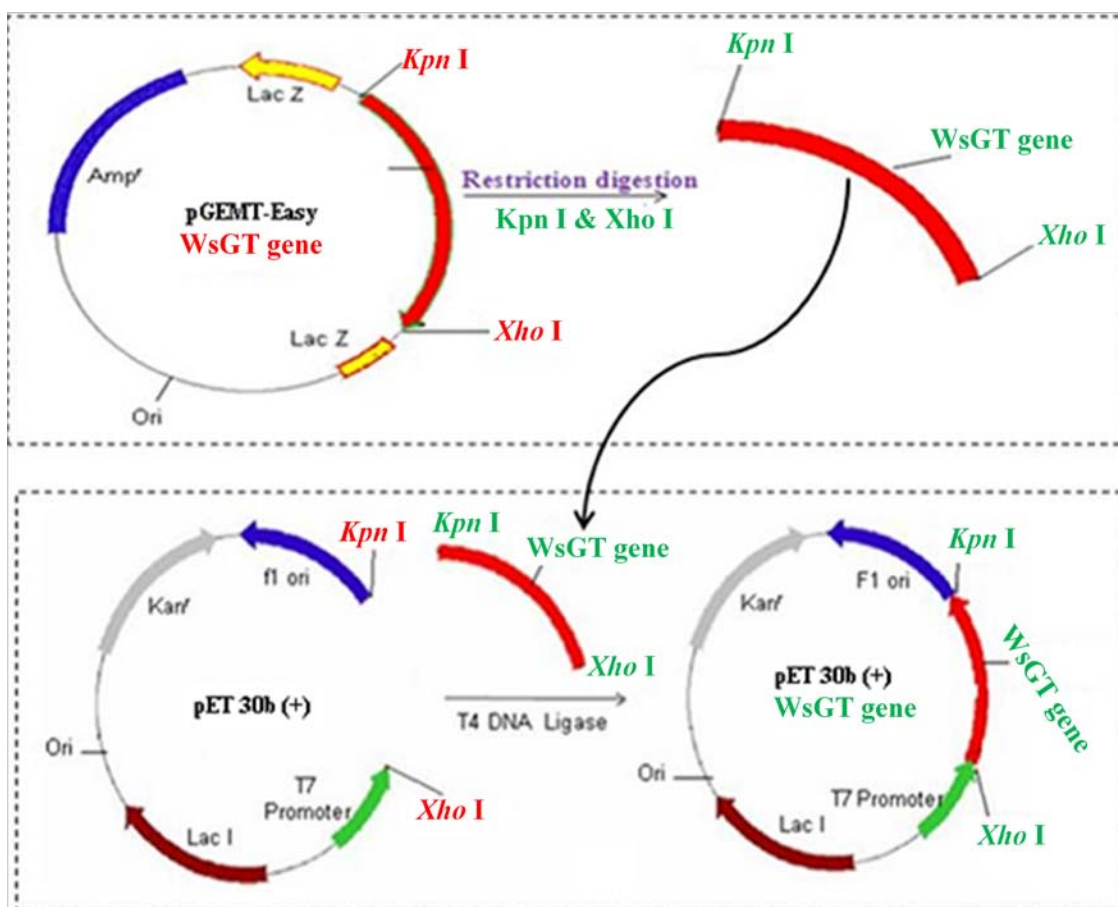 Kpn I
Lac Z
Ampʳ
pGEMT-Easy
WsGT gene
Xho I
Lac Z
Ori
Restriction digestion
Kpn I & Xho I
Kpn I
WsGT gene
Xho I
Kpn I
f1 ori
Kanʳ
pET 30b (+)
Ori
T7
Promoter
Xho I
Lac I
Kpn I
WsGT gene
Xho I
T4 DNA Ligase
Kpn I
F1 ori
Kanʳ
WsGT gene
pET 30b (+)
WsGT gene
Ori
T7 Promoter
Xho I
Lac I